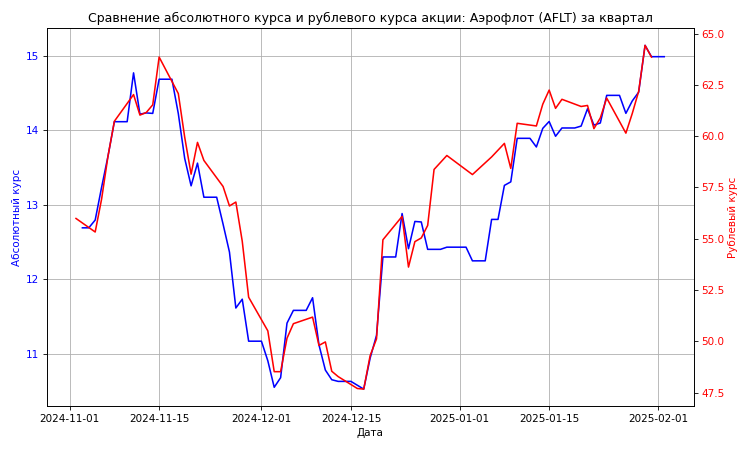 Сравнение абсолютного курса и рублевого курса акции: Аэрофлот (AFLT) за квартал
Абсолютный курс
15
14
13
12
11
65.0
62.5
60.0
57.5
55.0
52.5
50.0
47.5
Рублевый курс
2024-11-01 2024-11-15 2024-12-01 2024-12-15 2025-01-01 2025-01-15 2025-02-01
Дата